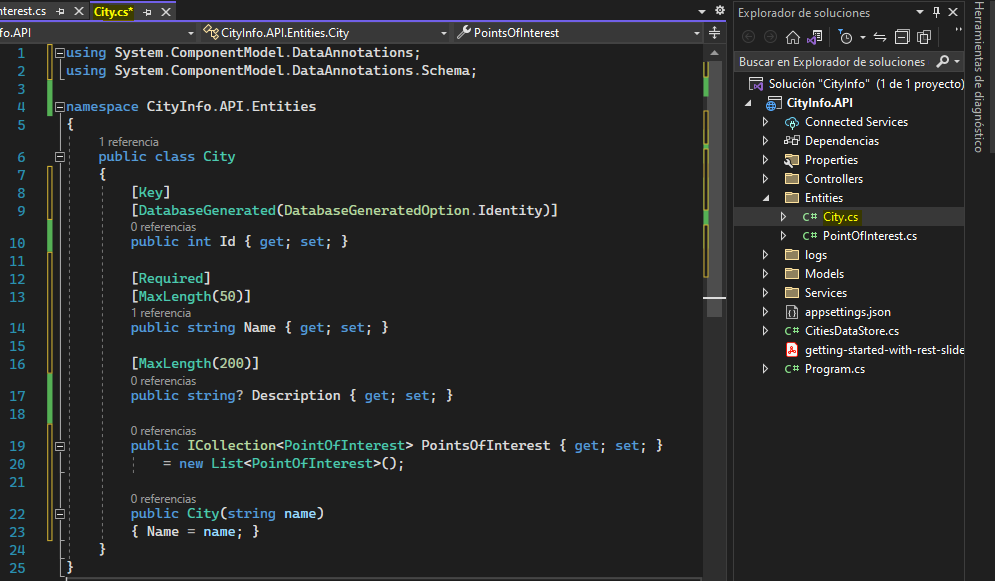 nterest.cs
City.cs*
fo.API
CityInfo.API.Entities.City
PointsOfInterest
1 using System.ComponentModel.DataAnnotations;
2 using System.ComponentModel.DataAnnotations.Schema;
3
4 namespace CityInfo.API.Entities
5 {
1 referencia
6 public class City
7 {
8 [Key]
9 [DatabaseGenerated(DatabaseGeneratedOption.Identity)]
0 referencias
10 public int Id { get; set; }
11
12 [Required]
13 [MaxLength(50)]
1 referencia
14 public string Name { get; set; }
15
16 [MaxLength(200)]
0 referencias
17 public string? Description { get; set; }
18
0 referencias
19 public ICollection<PointOfInterest> PointsOfInterest { get; set; }
20 = new List<PointOfInterest>();
21
0 referencias
22 public City(string name)
23 { Name = name; }
24 }
25 }
Explorador de soluciones
Buscar en Explorador de soluciones
Solución "CityInfo" (1 de 1 proyecto)
CityInfo.API
Connected Services
Dependencias
Properties
Controllers
Entities
C# City.cs
C# PointOfInterest.cs
logs
Models
Services
appsettings.json
C# CitiesDataStore.cs
getting-started-with-rest-slide
C# Program.cs
Herramientas de diagnóstico